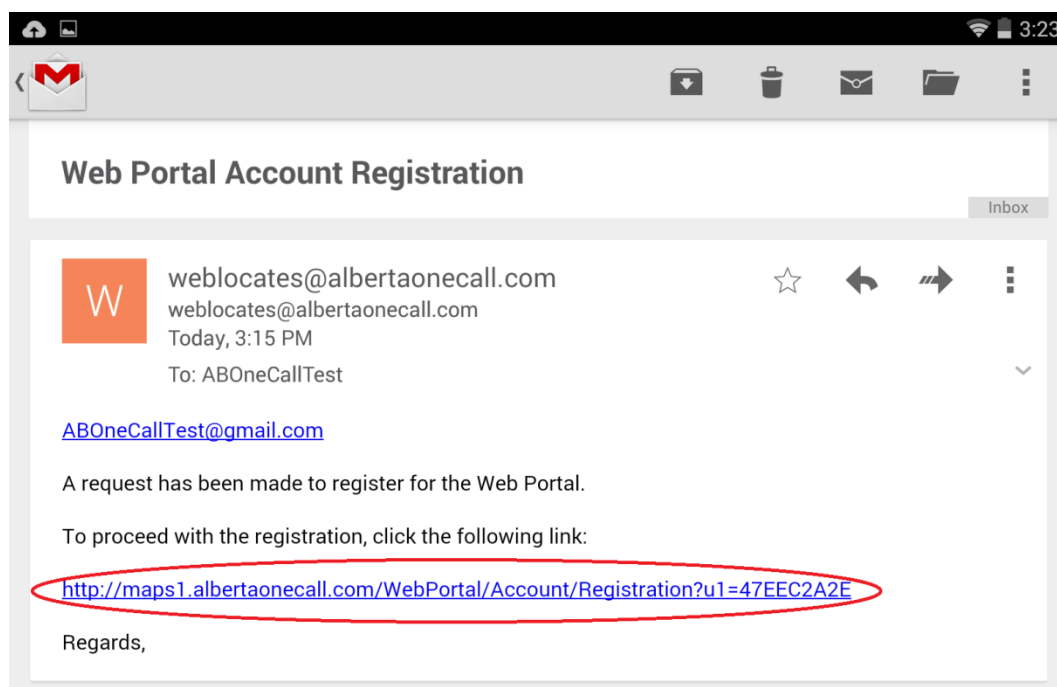 3:23
Web Portal Account Registration
Inbox
W
weblocates@albertaonecall.com
weblocates@albertaonecall.com
Today, 3:15 PM
To: ABOneCallTest
ABOneCallTest@gmail.com
A request has been made to register for the Web Portal.
To proceed with the registration, click the following link:
http://maps1.albertaonecall.com/WebPortal/Account/Registration?u1=47EEC2A2E
Regards,